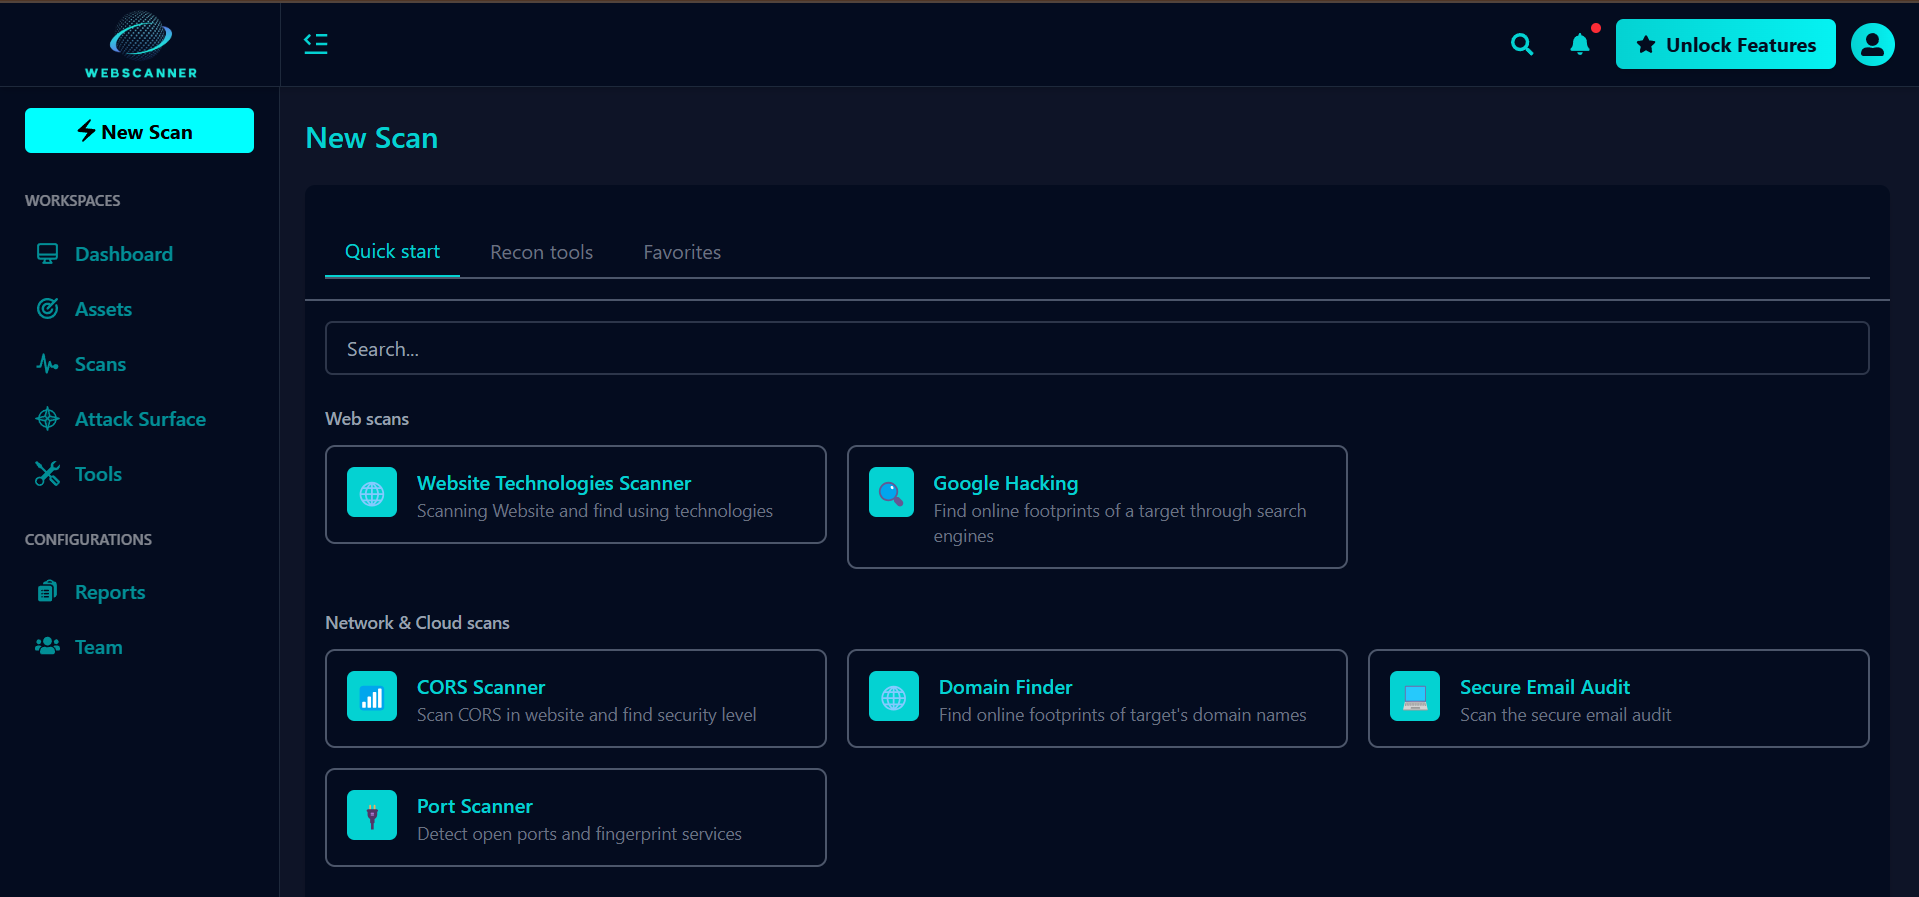 WEBSCANNER
Unlock Features
New Scan
WORKSPACES
Dashboard
Assets
Scans
Attack Surface
Tools
CONFIGURATIONS
Reports
Team
New Scan
Quick start
Recon tools
Favorites
Search...
Web scans
Website Technologies Scanner
Scanning Website and find using technologies
Google Hacking
Find online footprints of a target through search
engines
Network & Cloud scans
CORS Scanner
Scan CORS in website and find security level
Domain Finder
Find online footprints of target's domain names
Secure Email Audit
Scan the secure email audit
Port Scanner
Detect open ports and fingerprint services